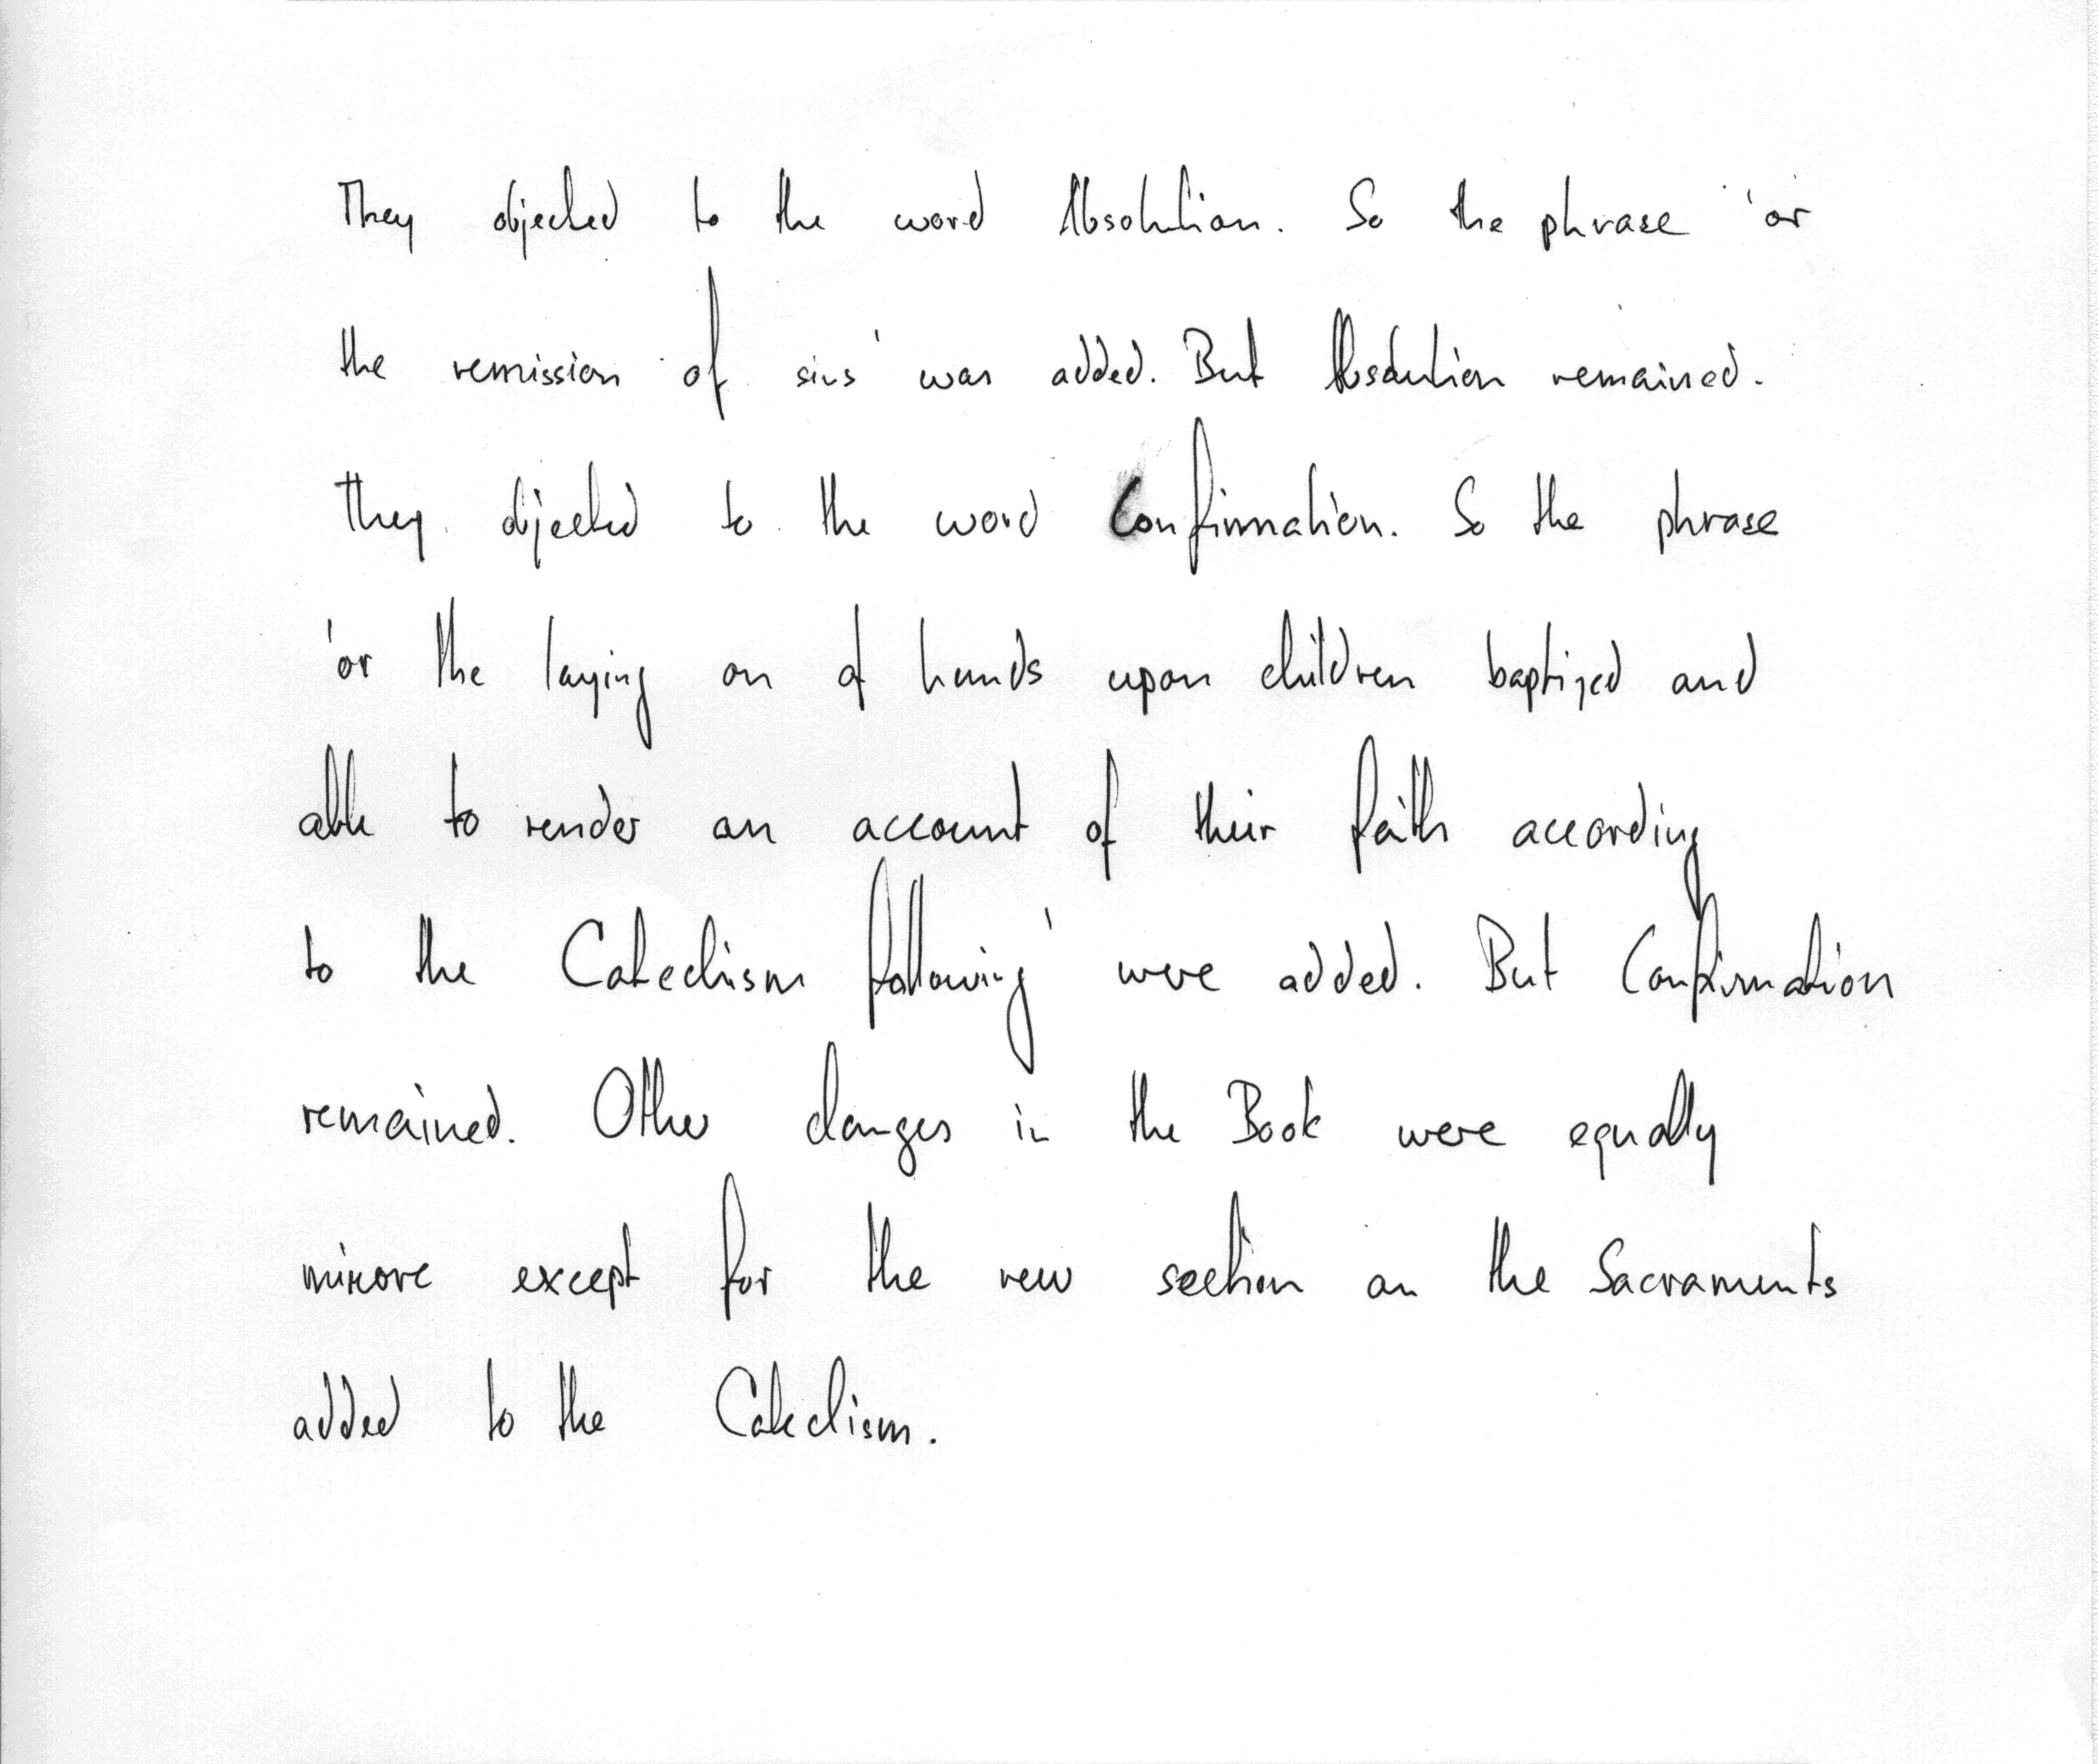 They objected to the word Absolution. So the phrase 'or
the remission of sins' was added. But Absolution remained.
They objected to the word Confirmation. So the phrase
'or the laying on of hands upon children baptized and
able to render an account of their faith according
to the Catechism following' were added. But Confirmation
remained. Other changes in the Book were equally
minore except for the new section on the Sacraments
added to the Catechism.